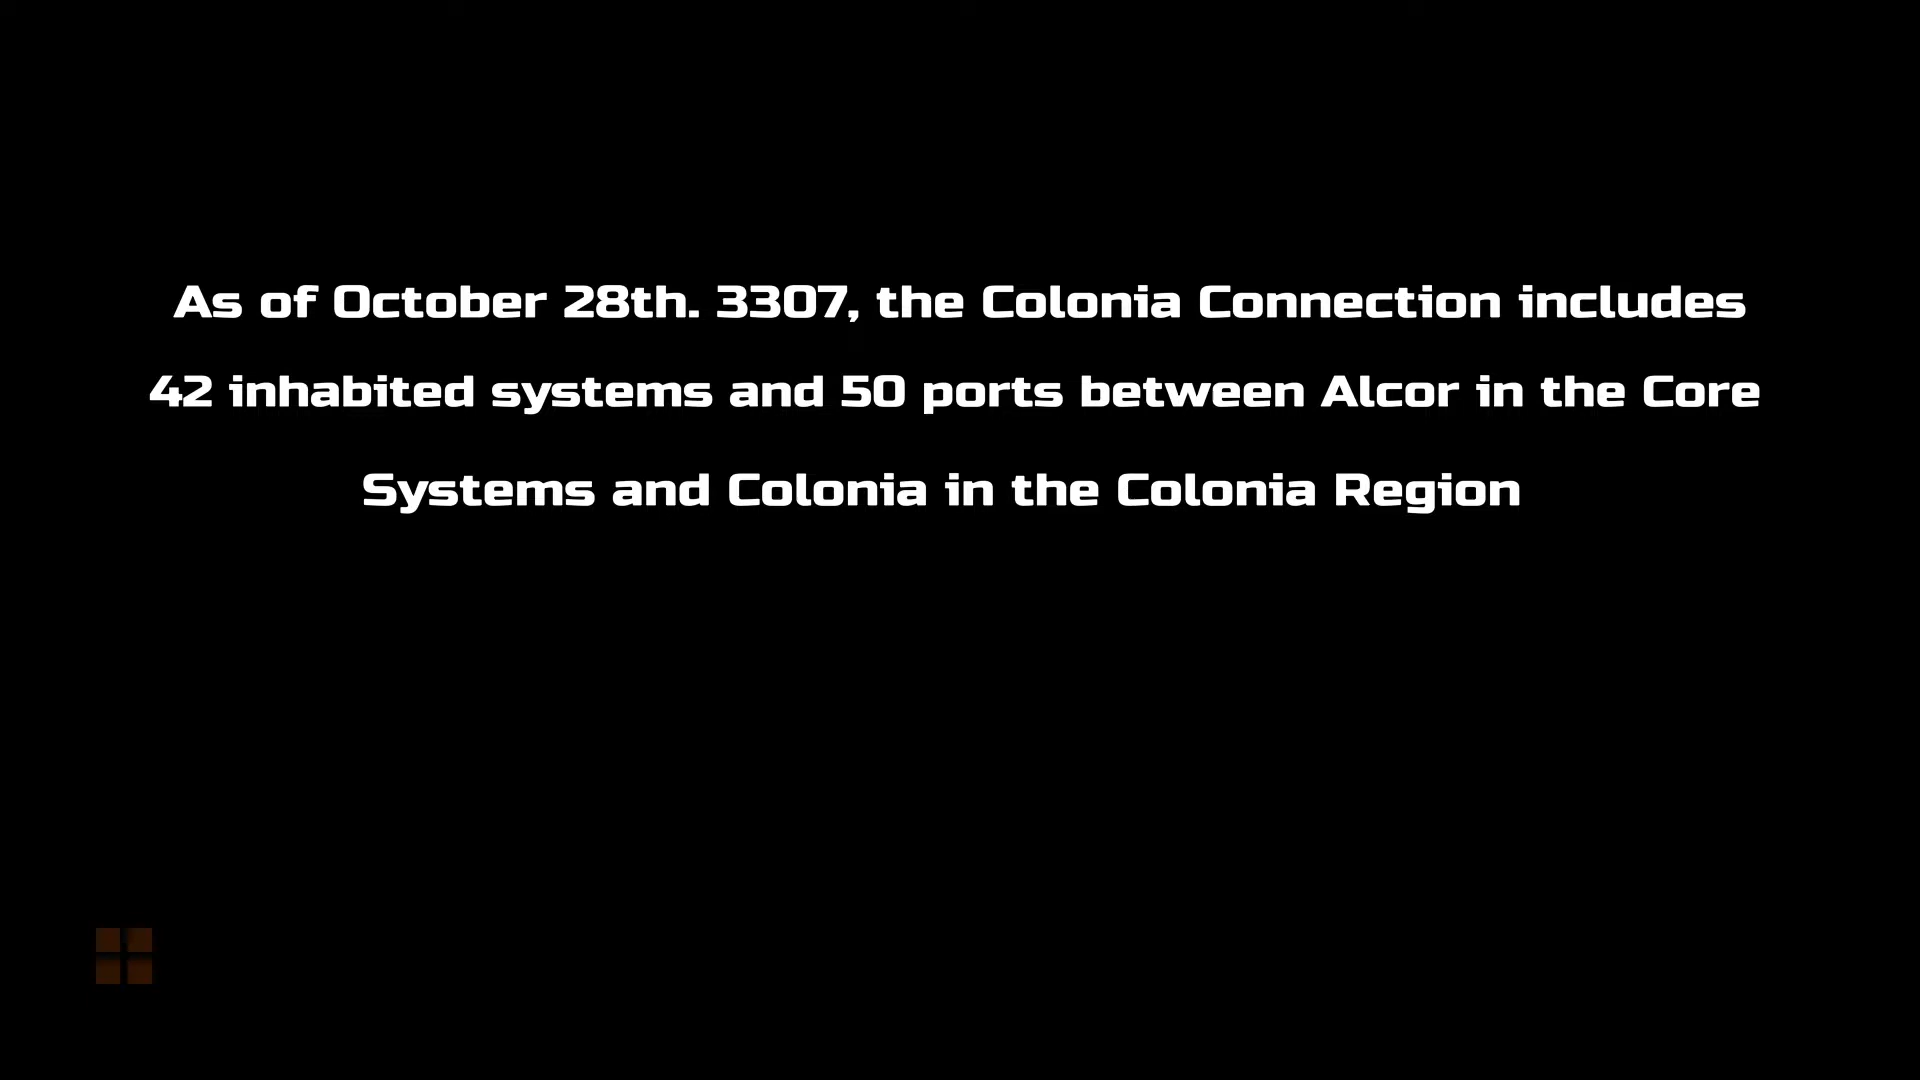 As of October 28th. 3307, the Colonia Connection includes
42 inhabited systems and 50 ports between Alcor in the Core
Systems and Colonia in the Colonia Region